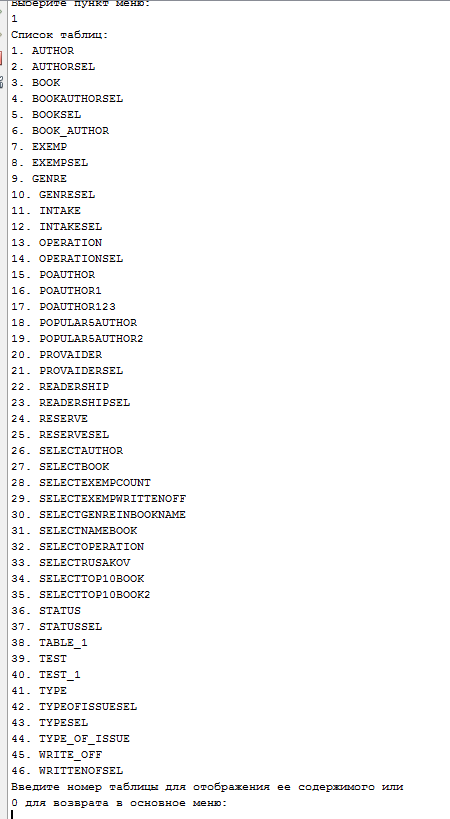 Выберите пункт меню:
1
Список таблиц:
1. AUTHOR
2. AUTHORSEL
3. BOOK
4. BOOKAUTHORSEL
5. BOOKSEL
6. BOOK_AUTHOR
7. EXEMP
8. EXEMPSEL
9. GENRE
10. GENRESEL
11. INTAKE
12. INTAKESEL
13. OPERATION
14. OPERATIONSEL
15. POAUTHOR
16. POAUTHOR1
17. POAUTHOR123
18. POPULAR5AUTHOR
19. POPULAR5AUTHOR2
20. PROVAIDER
21. PROVAIDERSEL
22. READERSHIP
23. READERSHIPSEL
24. RESERVE
25. RESERVESEL
26. SELECTAUTHOR
27. SELECTBOOK
28. SELECTEXEMPCOUNT
29. SELECTEXEMPWRITTENOFF
30. SELECTGENREINBOOKNAME
31. SELECTNAMEBOOK
32. SELECTOPERATION
33. SELECTRUSAKOV
34. SELECTTOP10BOOK
35. SELECTTOP10BOOK2
36. STATUS
37. STATUSSEL
38. TABLE_1
39. TEST
40. TEST_1
41. TYPE
42. TYPEOFISSUESEL
43. TYPESEL
44. TYPE_OF_ISSUE
45. WRITE_OFF
46. WRITTENOFSEL
Введите номер таблицы для отображения ее содержимого или
0 для возврата в основное меню: